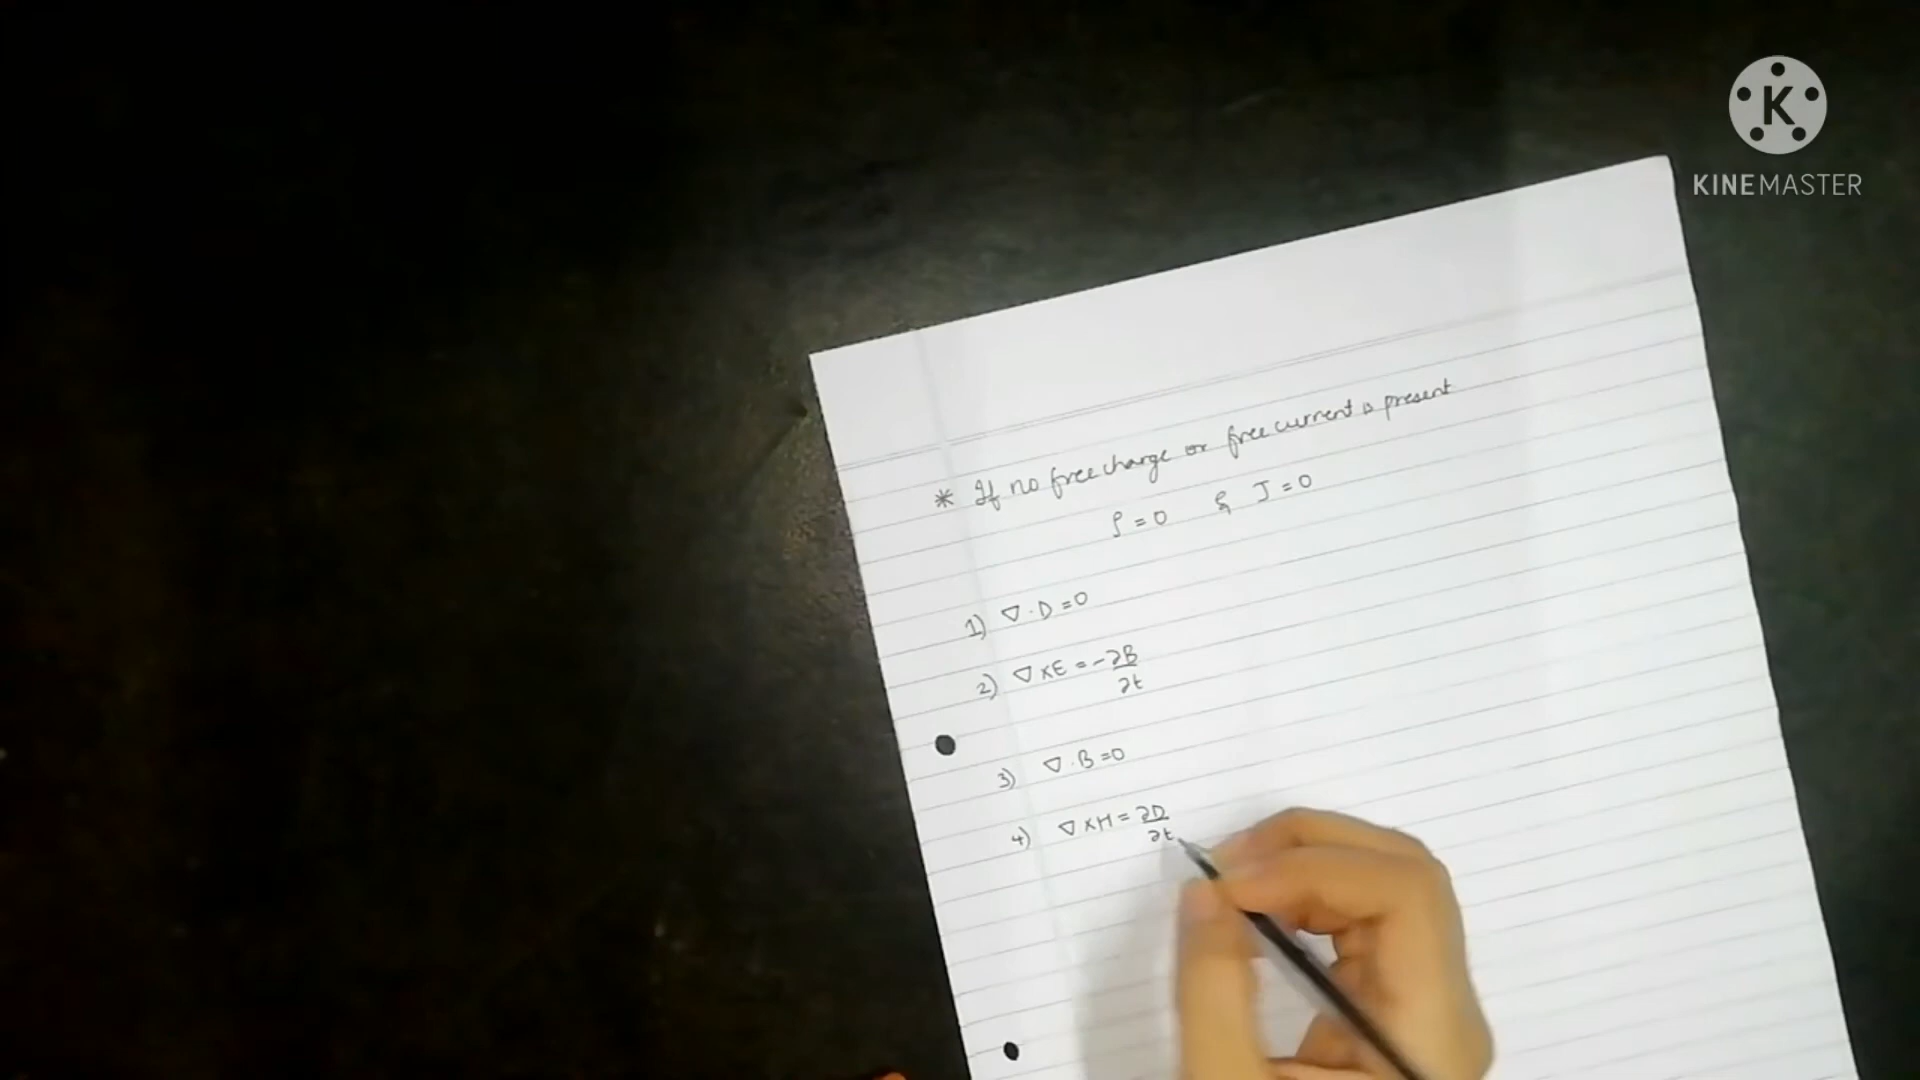 K
KINEMASTER
* If no free charge or free current is present
ρ = 0 & J = 0
1) ∇ · D = 0
2) ∇ × E = - ∂B/∂t
3) ∇ · B = 0
4) ∇ × H = ∂D/∂t